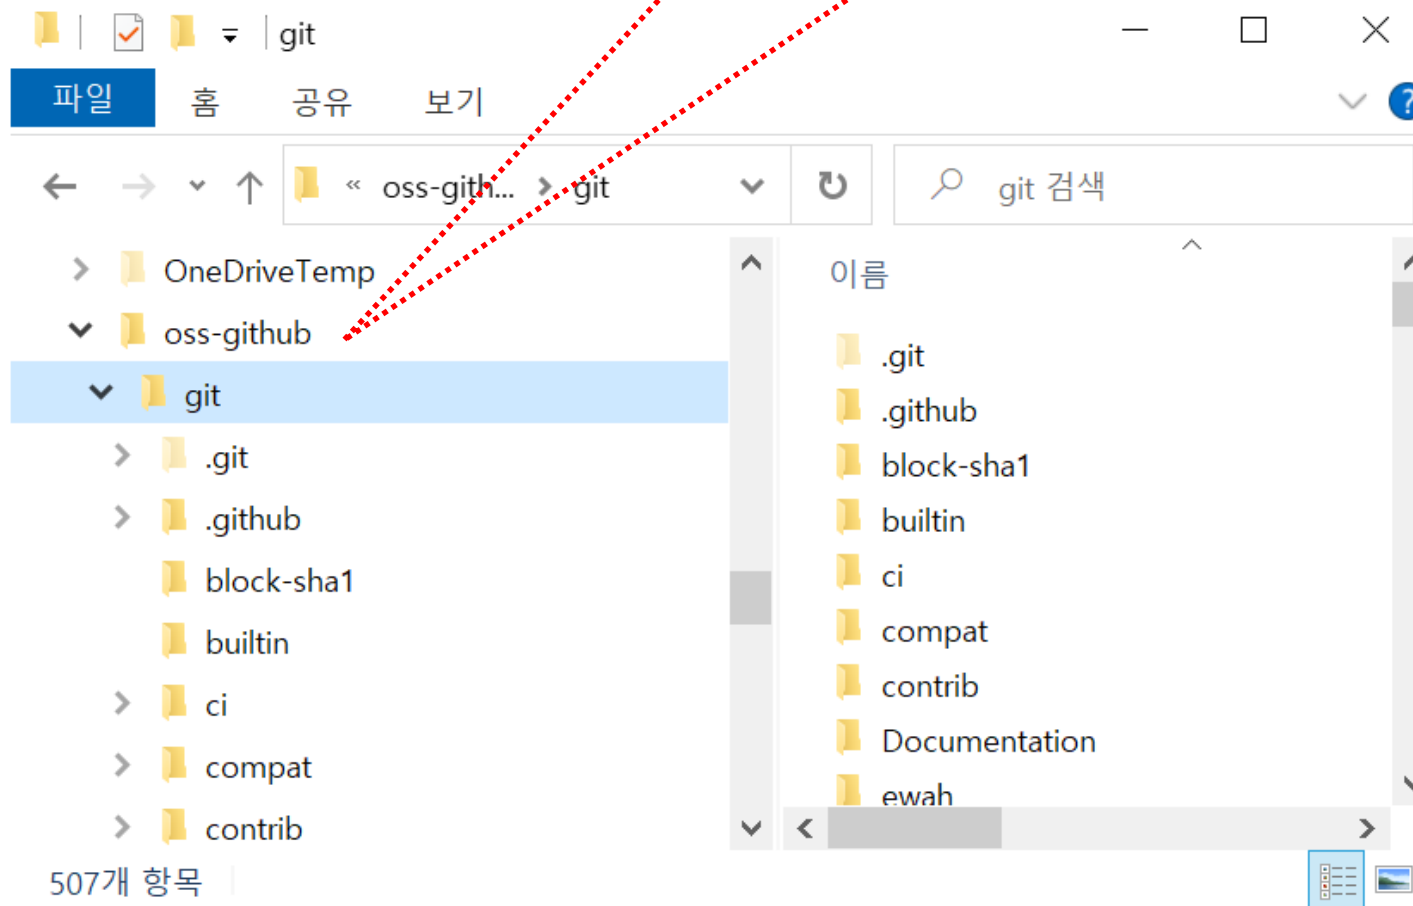 git
파일 홈 공유 보기
« oss-gith... > git
git 검색
OneDriveTemp
oss-github
git
.git
.github
block-sha1
builtin
ci
compat
contrib
이름
.git
.github
block-sha1
builtin
ci
compat
contrib
Documentation
ewah
507개 항목